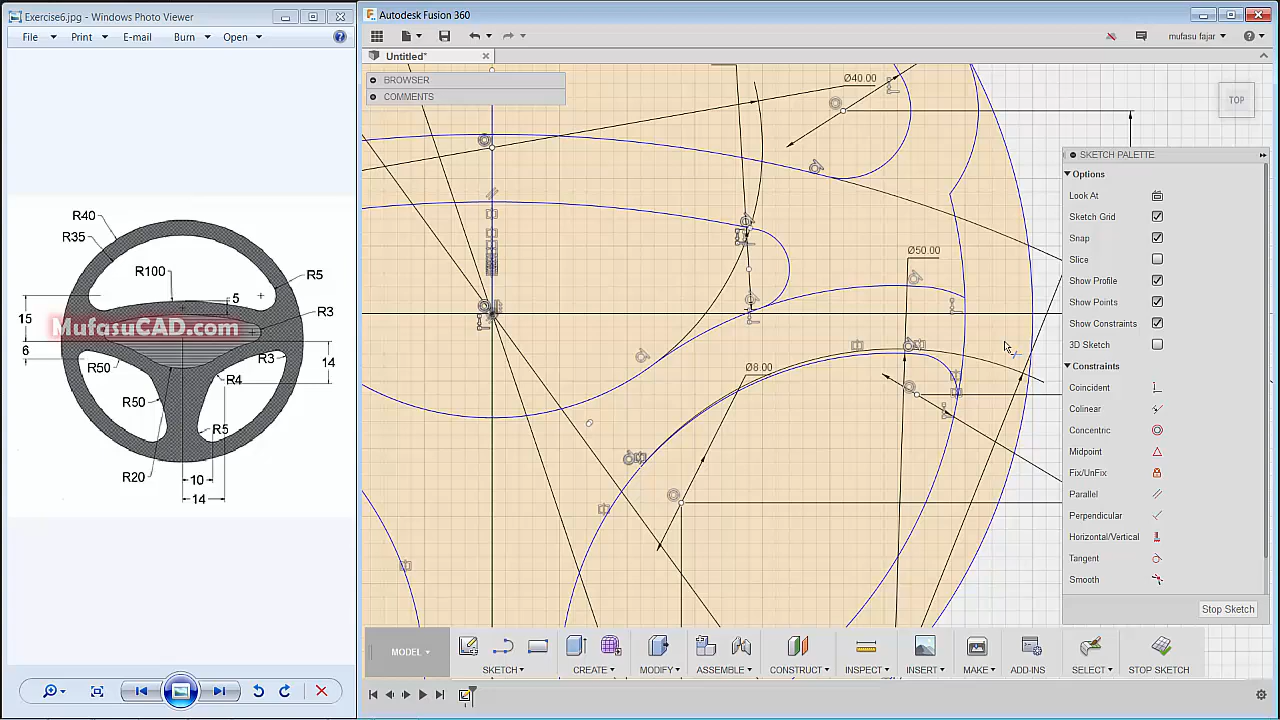 Exercise6.jpg - Windows Photo Viewer
File Print E-mail Burn Open
R40
R35
R100
5
R5
15
R3
MufasuCAD.com
6
R50
R3
14
R4
R50
R5
R20
10
14
Autodesk Fusion 360
mufasu fajar
Untitled*
BROWSER
COMMENTS
Ø40.00
TOP
Ø50.00
Ø8.00
SKETCH PALETTE
Options
Look At
Sketch Grid
Snap
Slice
Show Profile
Show Points
Show Constraints
3D Sketch
Constraints
Coincident
Colinear
Concentric
Midpoint
Fix/UnFix
Parallel
Perpendicular
Horizontal/Vertical
Tangent
Smooth
Stop Sketch
MODEL
SKETCH
CREATE
MODIFY
ASSEMBLE
CONSTRUCT
INSPECT
INSERT
MAKE
ADD-INS
SELECT
STOP SKETCH